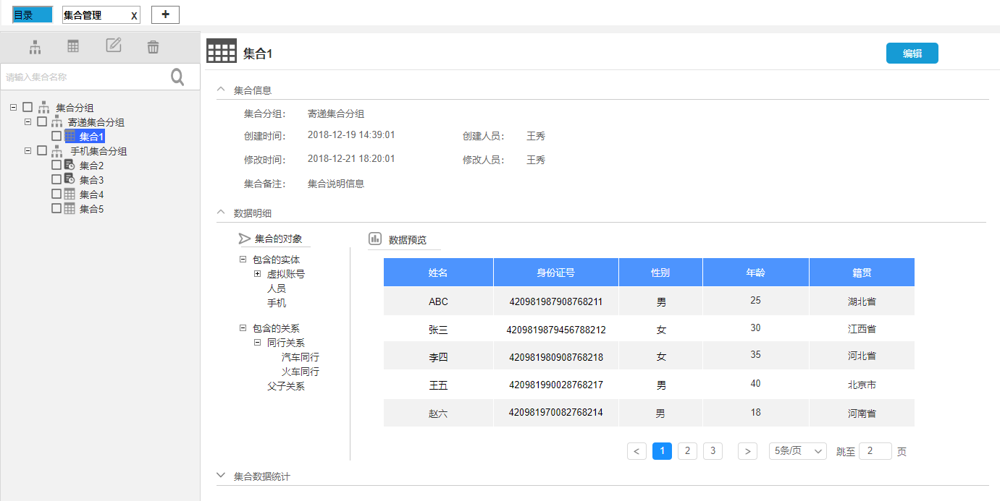 目录 集合管理 x +
请输入集合名称
集合分组
寄递集合分组
集合1
手机集合分组
集合2
集合3
集合4
集合5
集合1 编辑
集合信息
集合分组： 寄递集合分组
创建时间： 2018-12-19 14:39:01 创建人员： 王秀
修改时间： 2018-12-21 18:20:01 修改人员： 王秀
集合备注： 集合说明信息
数据明细
集合的对象
包含的实体
虚拟账号
人员
手机
包含的关系
同行关系
汽车同行
火车同行
父子关系
数据预览
姓名 身份证号 性别 年龄 籍贯
ABC 420981987908768211 男 25 湖北省
张三 4209819879456788212 女 30 江西省
李四 420981980908768218 女 35 河北省
王五 420981990028768217 男 40 北京市
赵六 420981970082768214 男 18 河南省
< 1 2 3 > 5条/页 跳至 2 页
集合数据统计